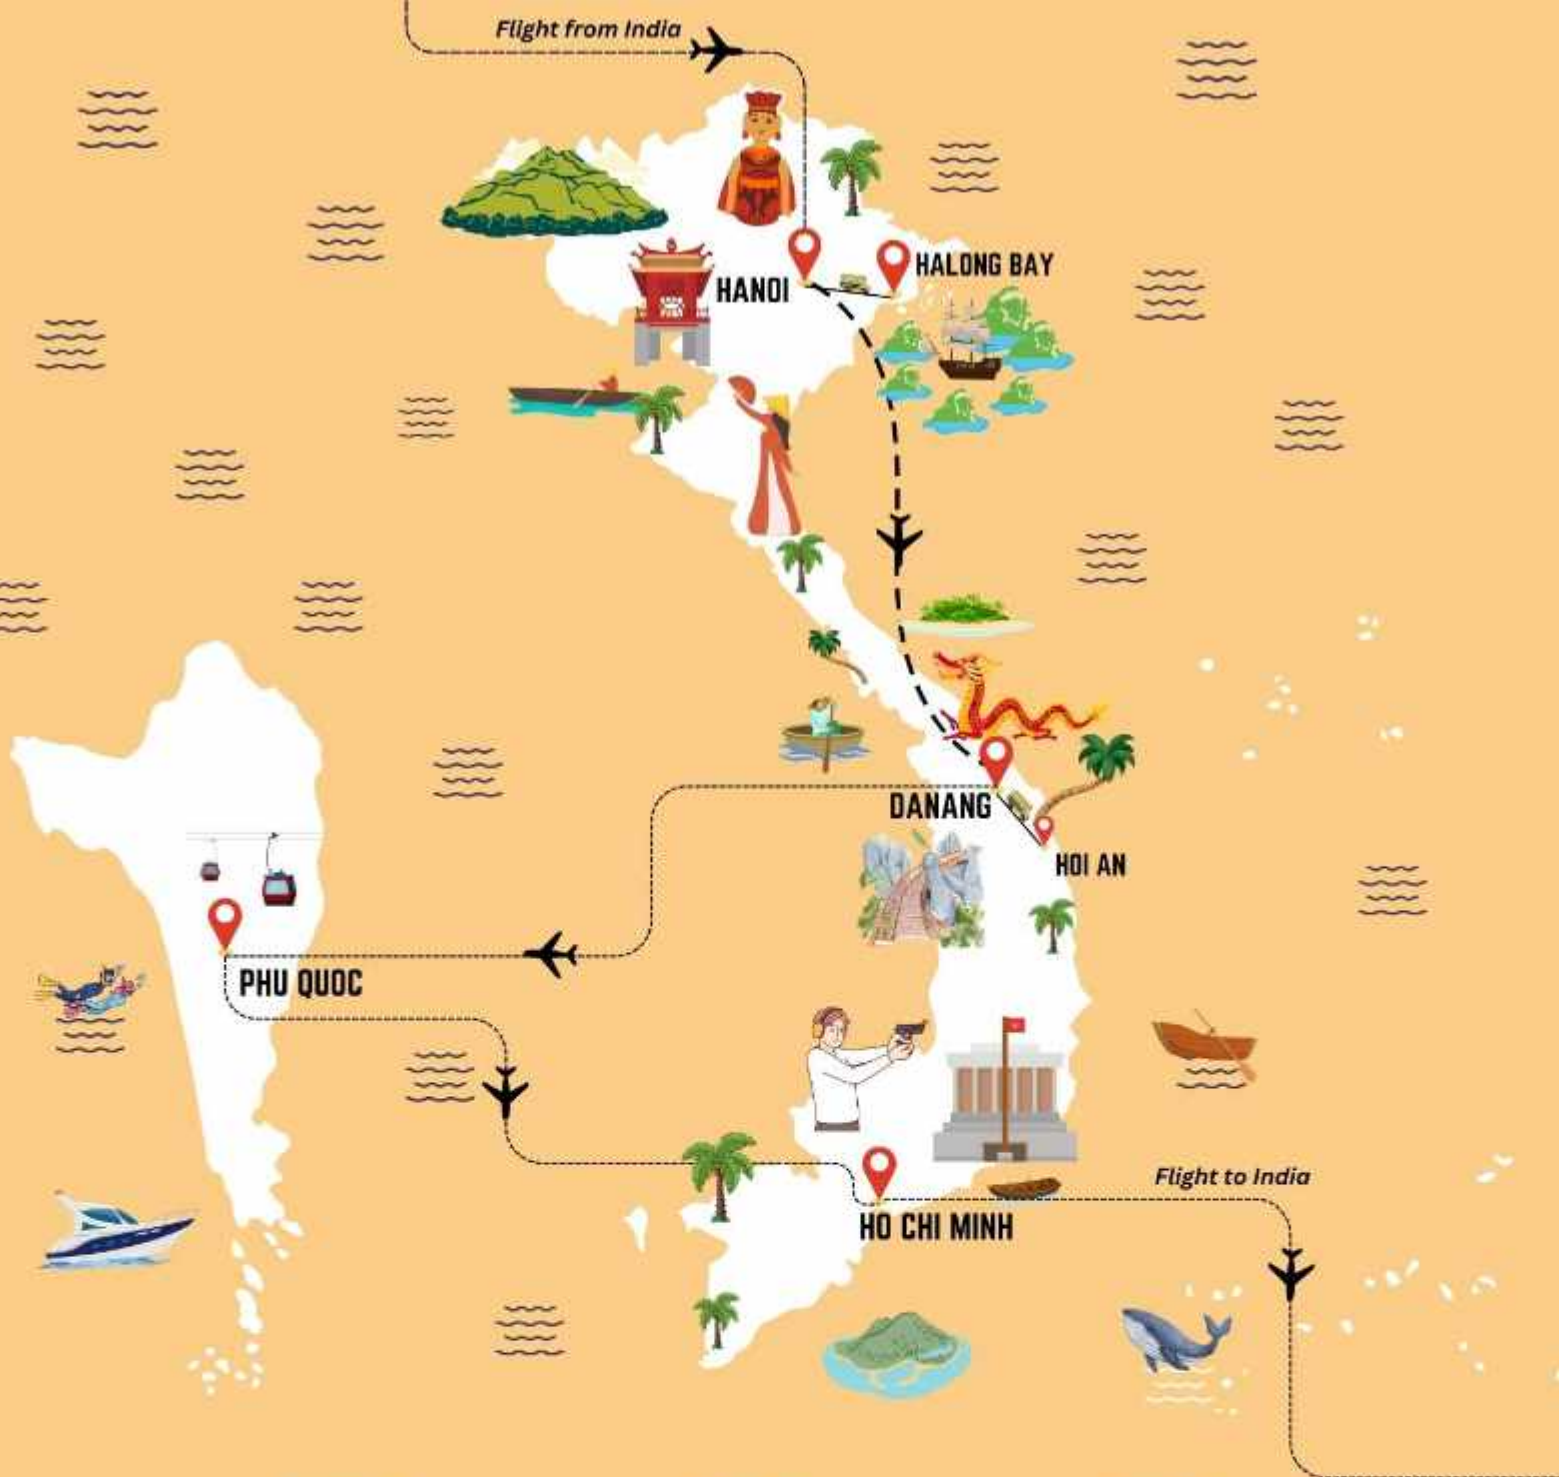 Flight from India
HALONG BAY
HANOI
DANANG
HOI AN
PHU QUOC
Flight to India
HO CHI MINH